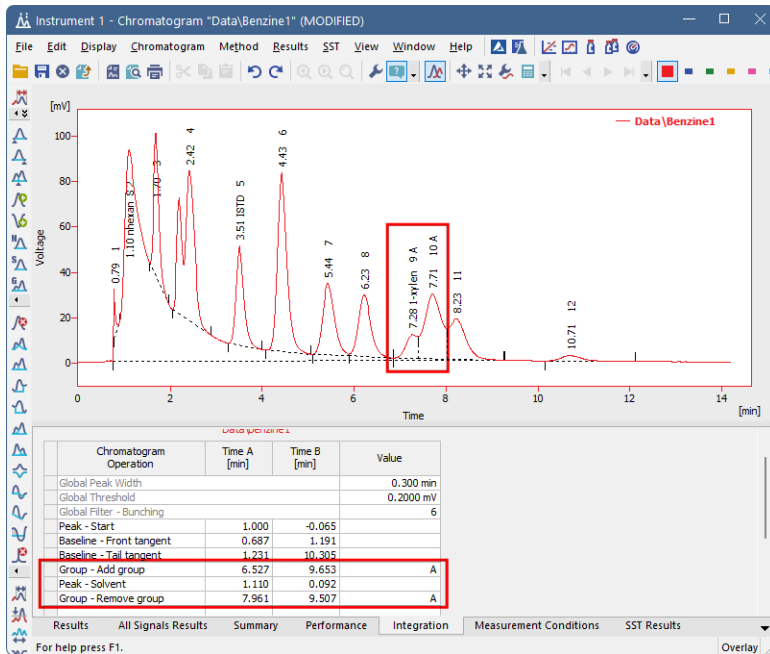 Instrument 1 - Chromatogram "Data\Benzine1" (MODIFIED)
File Edit Display Chromatogram Method Results SST View Window Help
[mV]
Data\Benzine1
100
80
60
40
20
0
Voltage
0.79 1
1.10 nhexan S 2
1.70 3
2.42 4
3.51 ISTD 5
4.43 6
5.44 7
6.23 8
7.28 1-xylen 9 A
7.71 10 A
8.23 11
10.71 12
0 2 4 6 8 10 12 14
Time [min]
Data\Benzine1
Chromatogram Operation Time A [min] Time B [min] Value
Global Peak Width 0.300 min
Global Threshold 0.2000 mV
Global Filter - Bunching 6
Peak - Start 1.000 -0.065
Baseline - Front tangent 0.687 1.191
Baseline - Tail tangent 1.231 10.305
Group - Add group 6.527 9.653 A
Peak - Solvent 1.110 0.092
Group - Remove group 7.961 9.507 A
Results All Signals Results Summary Performance Integration Measurement Conditions SST Results
For help press F1. Overlay